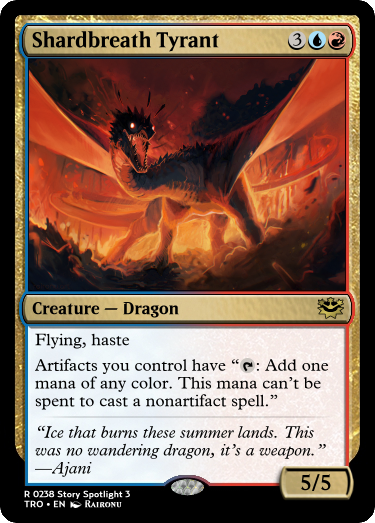 Shardbreath Tyrant 3
Creature — Dragon
Flying, haste
Artifacts you control have “: Add one
mana of any color. This mana can’t be
spent to cast a nonartifact spell.”
“Ice that burns these summer lands. This
was no wandering dragon, it’s a weapon.”
—Ajani
5/5
R 0238 Story Spotlight 3
TRO • EN Raironu